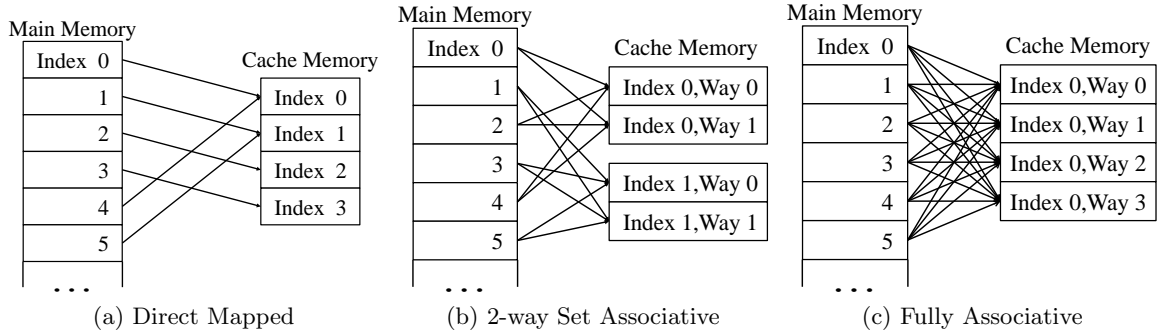 Main Memory
Index 0
1
2
3
4
5
...
Cache Memory
Index 0
Index 1
Index 2
Index 3
(a) Direct Mapped
Main Memory
Index 0
1
2
3
4
5
...
Cache Memory
Index 0,Way 0
Index 0,Way 1
Index 1,Way 0
Index 1,Way 1
(b) 2-way Set Associative
Main Memory
Index 0
1
2
3
4
5
...
Cache Memory
Index 0,Way 0
Index 0,Way 1
Index 0,Way 2
Index 0,Way 3
(c) Fully Associative